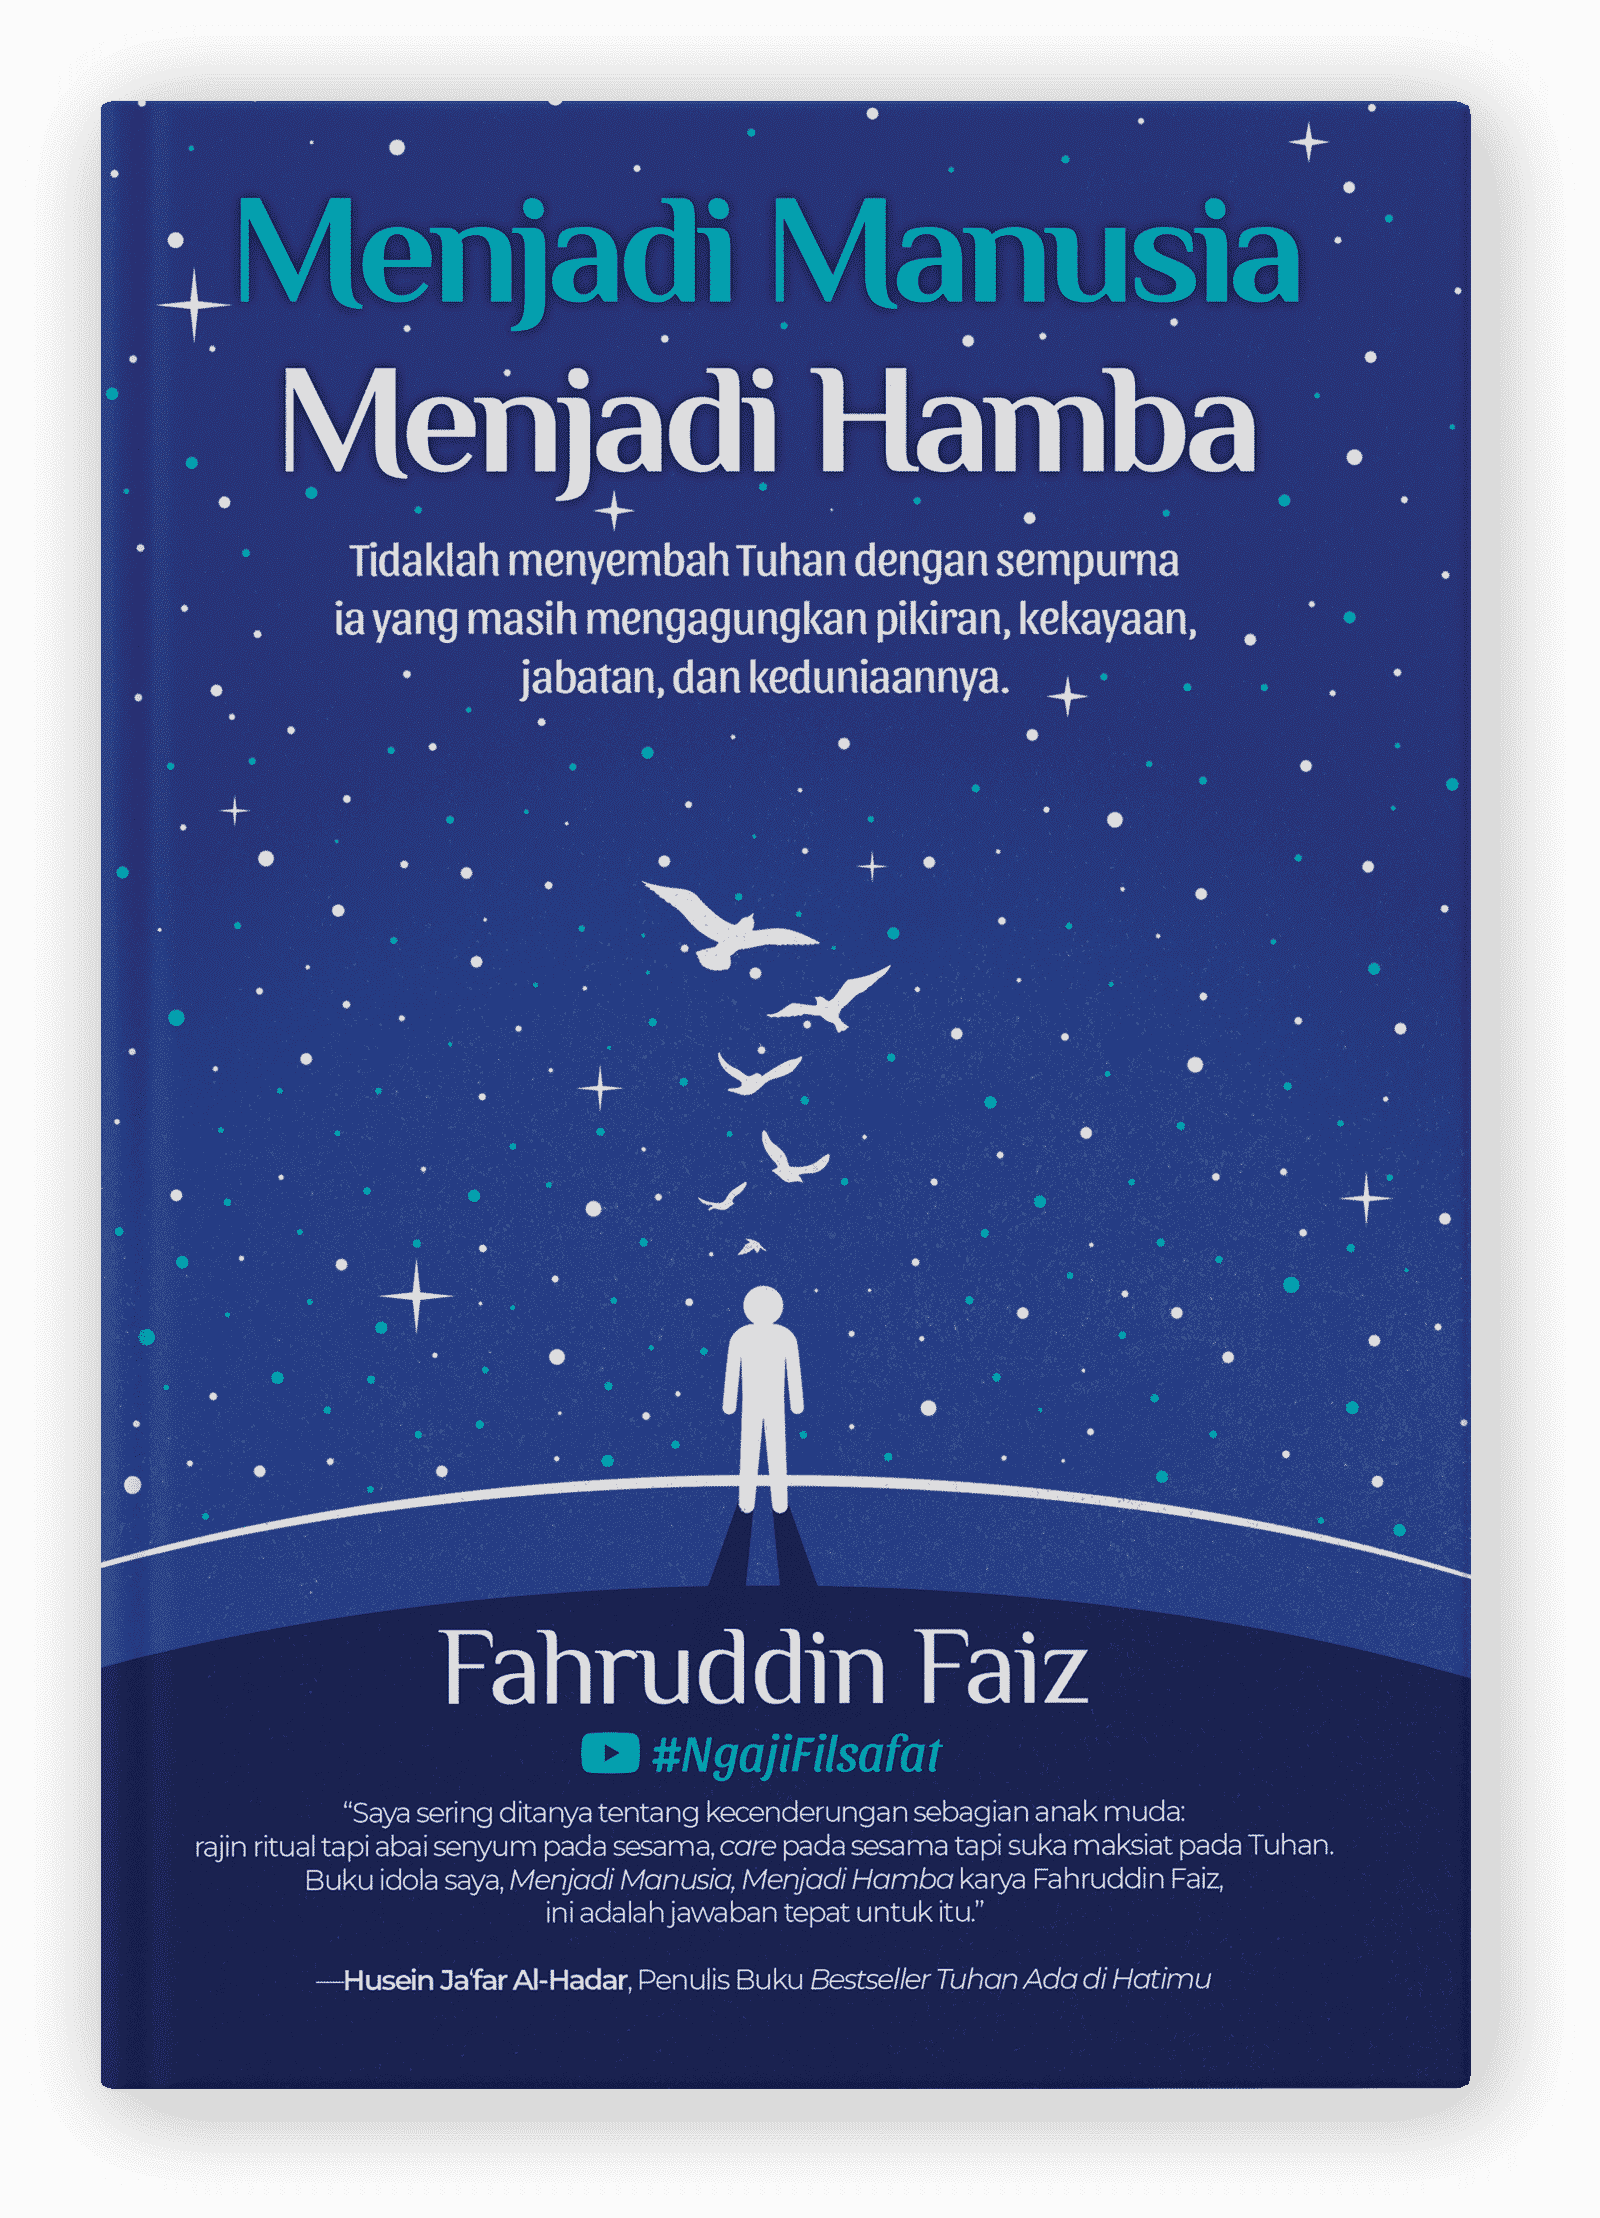 Menjadi Manusia
Menjadi Hamba
Tidaklah menyembah Tuhan dengan sempurna
ia yang masih mengagungkan pikiran, kekayaan,
jabatan, dan keduniaannya.
Fahruddin Faiz
#NgajiFilsafat
“Saya sering ditanya tentang kecenderungan sebagian anak muda:
rajin ritual tapi abai senyum pada sesama, care pada sesama tapi suka maksiat pada Tuhan.
Buku idola saya, Menjadi Manusia, Menjadi Hamba karya Fahruddin Faiz,
ini adalah jawaban tepat untuk itu.”
—Husein Ja‘far Al-Hadar, Penulis Buku Bestseller Tuhan Ada di Hatimu